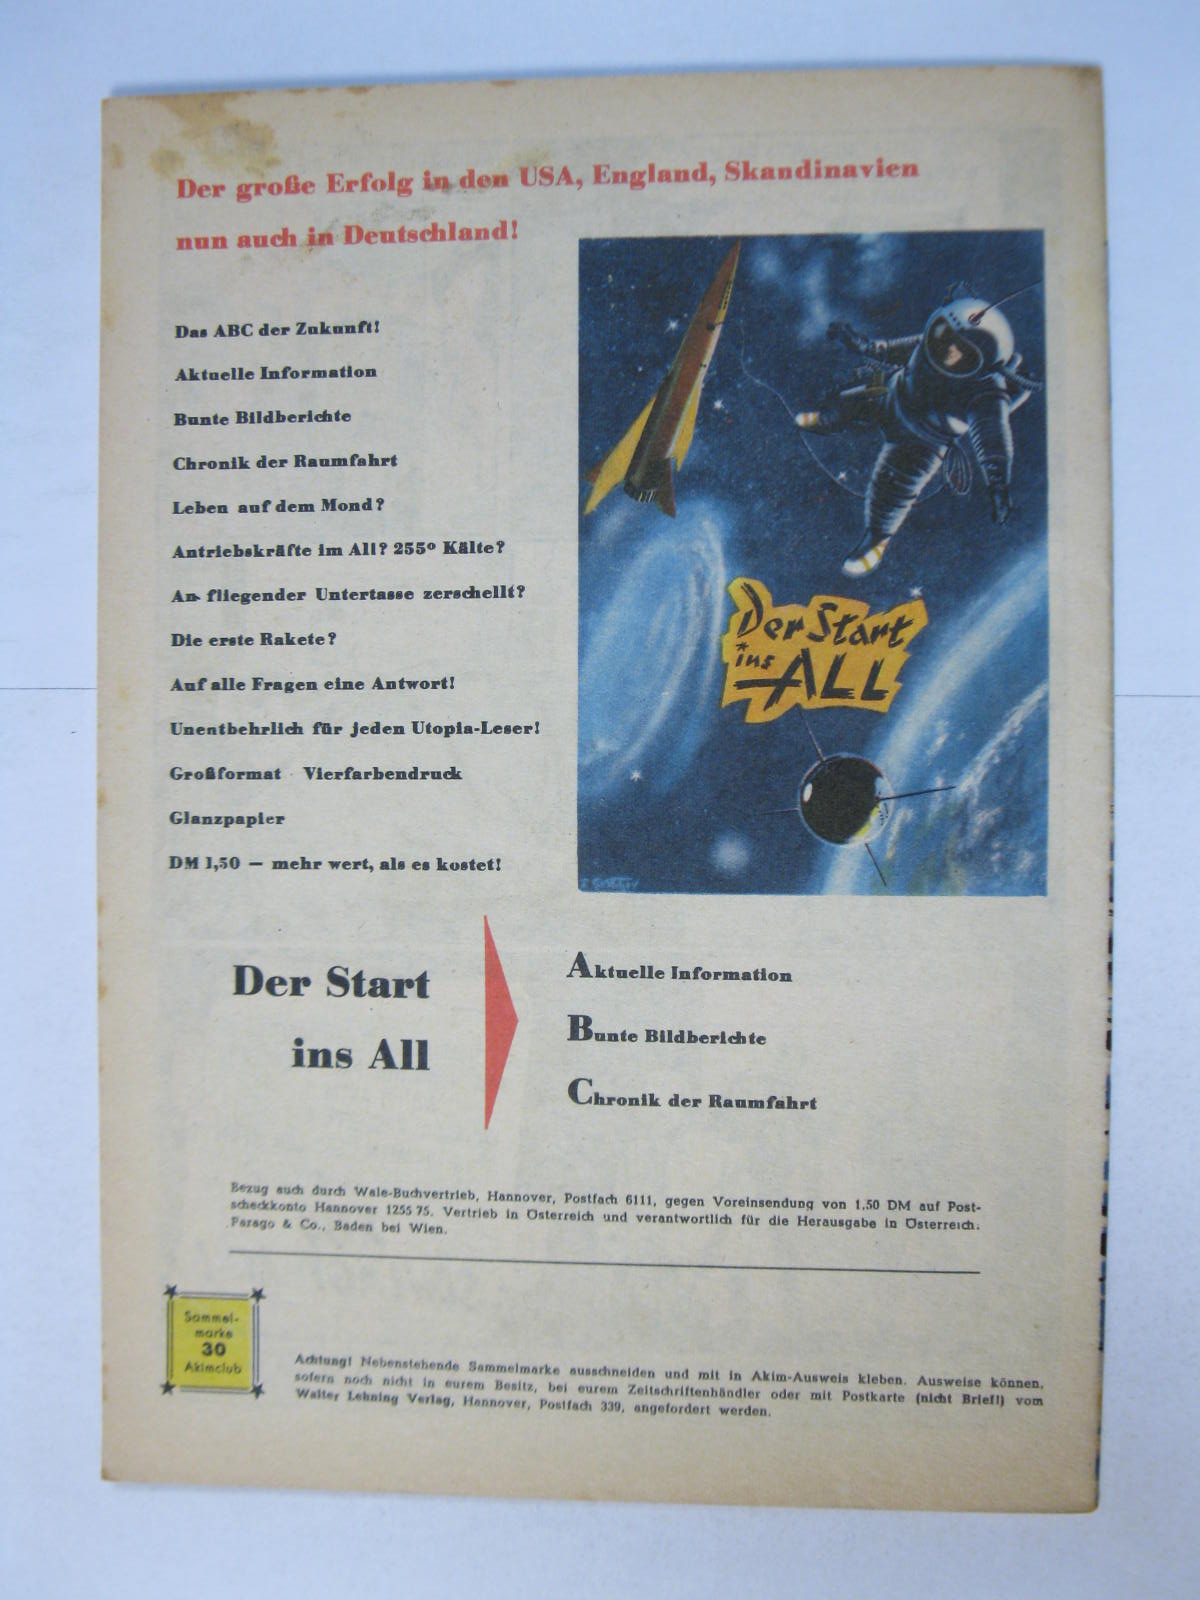 Der große Erfolg in den USA, England, Skandinavien
nun auch in Deutschland!
Das ABC der Zukunft!
Aktuelle Information
Bunte Bildberichte
Chronik der Raumfahrt
Leben auf dem Mond?
Antriebskräfte im All? 255º Kälte?
An fliegender Untertasse zerschellt?
Die erste Rakete?
Auf alle Fragen eine Antwort!
Unentbehrlich für jeden Utopia-Leser!
Großformat · Vierfarbendruck
Glanzpapier
DM 1,50 — mehr wert, als es kostet!
Der Start
ins
ALL
Der Start
ins All
Aktuelle Information
Bunte Bildberichte
Chronik der Raumfahrt
Bezug auch durch Wale-Buchvertrieb, Hannover, Postfach 6111, gegen Voreinsendung von 1,50 DM auf Post-
scheckkonto Hannover 1255 75. Vertrieb in Österreich und verantwortlich für die Herausgabe in Österreich:
Farago & Co., Baden bei Wien.
Sammel-
marke
30
Akimclub
Achtung! Nebenstehende Sammelmarke ausschneiden und mit in Akim-Ausweis kleben. Ausweise können,
sofern noch nicht in eurem Besitz, bei eurem Zeitschriftenhändler oder mit Postkarte (nicht Brief!) vom
Walter Lehning Verlag, Hannover, Postfach 339, angefordert werden.